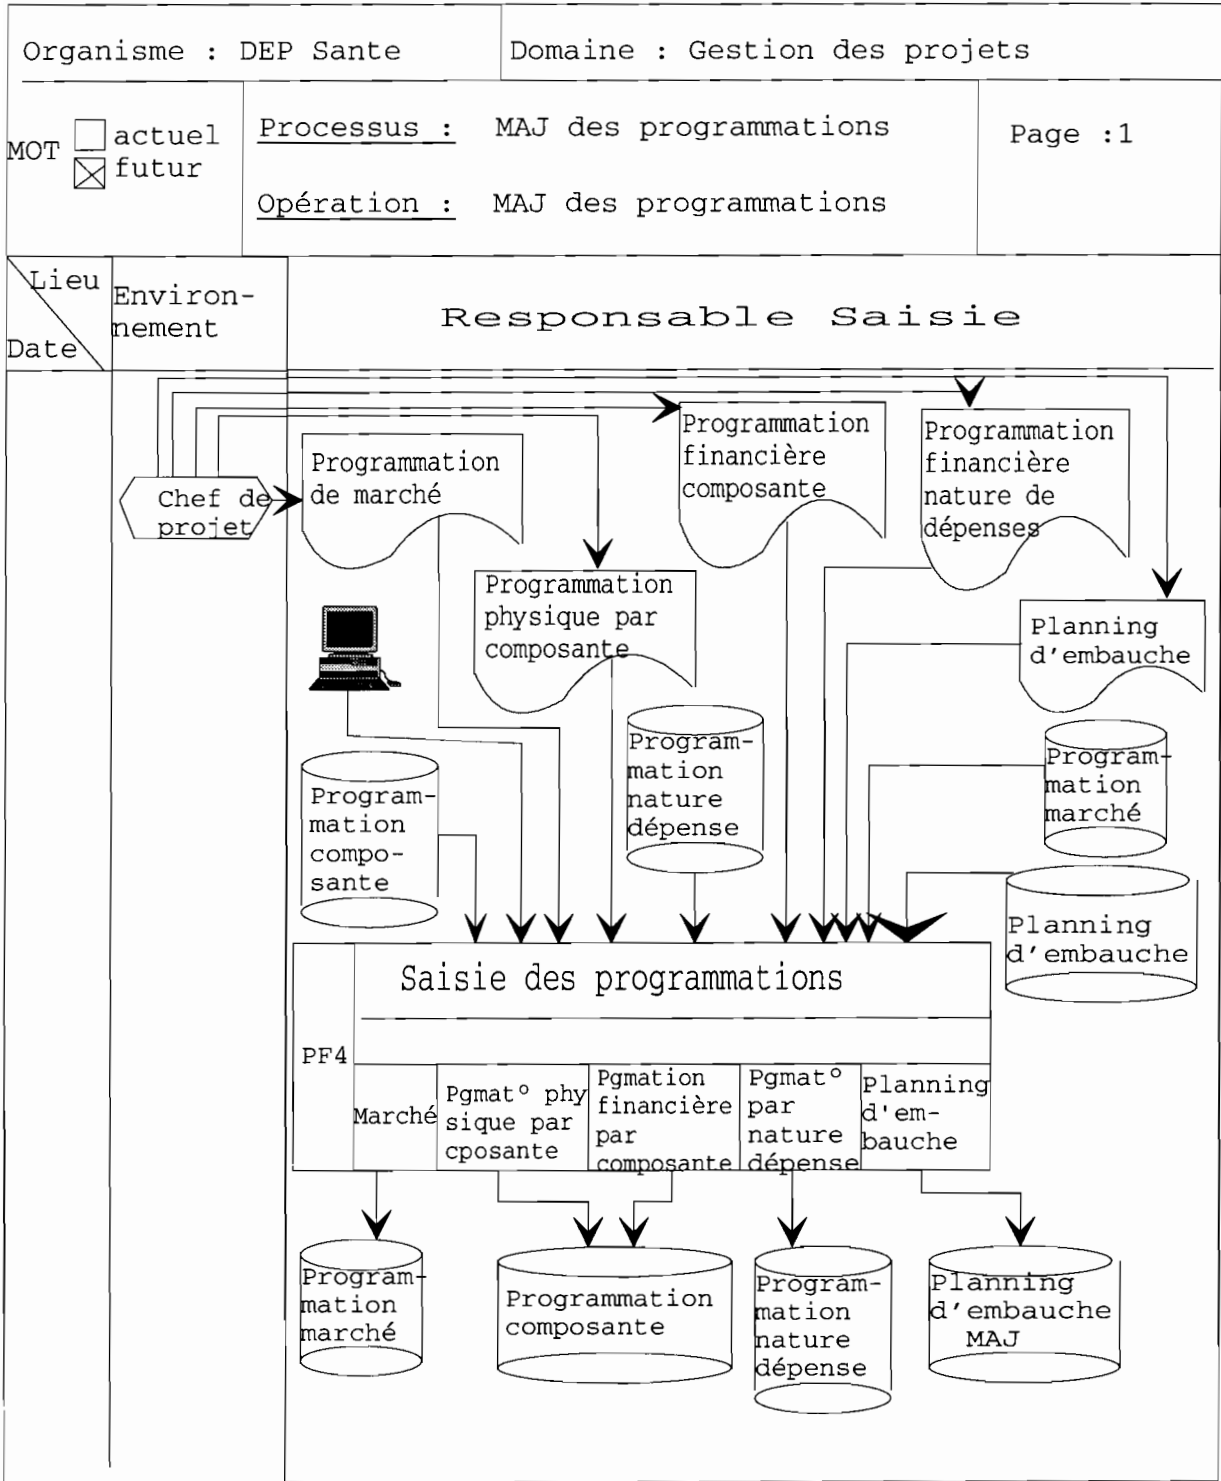 Organisme : DEP Sante
Domaine : Gestion des projets
MOT
actuel
futur
Processus : MAJ des programmations
Opération : MAJ des programmations
Page :1
Lieu
Date
Environ-
nement
Responsable Saisie
Chef de
projet
Programmation
de marché
Programmation
financière
composante
Programmation
financière
nature de
dépenses
Programmation
physique par
composante
Planning
d'embauche
Program-
mation
compo-
sante
Program-
mation
nature
dépense
Program-
mation
marché
Planning
d'embauche
Saisie des programmations
PF4
Marché
Pgmat° phy
sique par
cposante
Pgmation
financière
par
composante
Pgmat°
par
nature
dépense
Planning
d'em-
bauche
Program-
mation
marché
Programmation
composante
Program-
mation
nature
dépense
Planning
d'embauche
MAJ